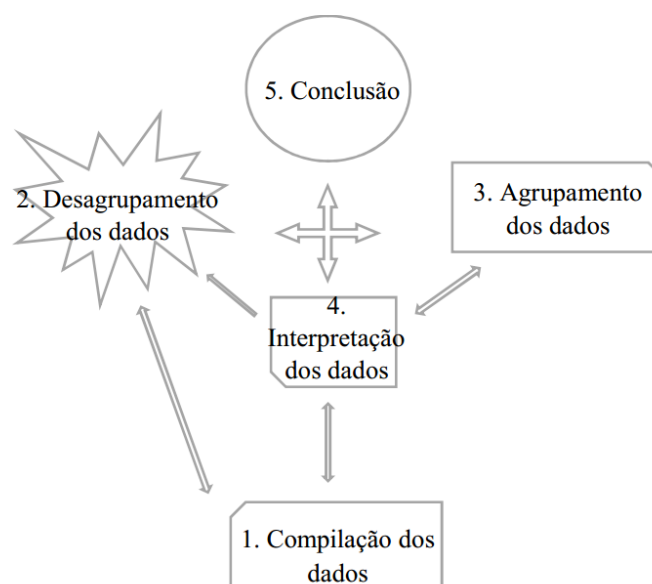 5. Conclusão
2. Desagrupamento
dos dados
3. Agrupamento
dos dados
4.
Interpretação
dos dados
1. Compilação dos
dados